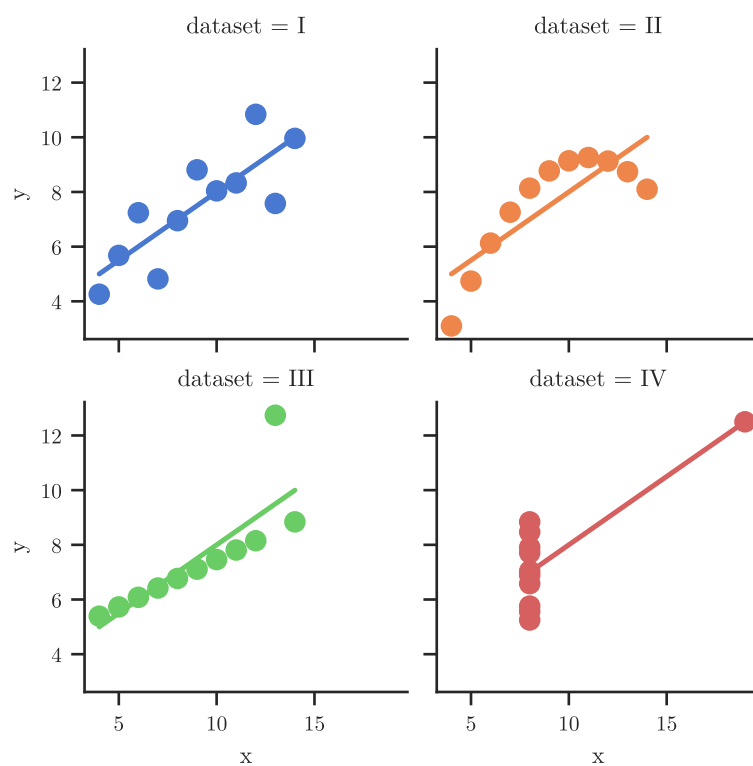 dataset = I
dataset = II
12
10
8
6
4
y
dataset = III
dataset = IV
12
10
8
6
4
y
5
10
15
5
10
15
x
x